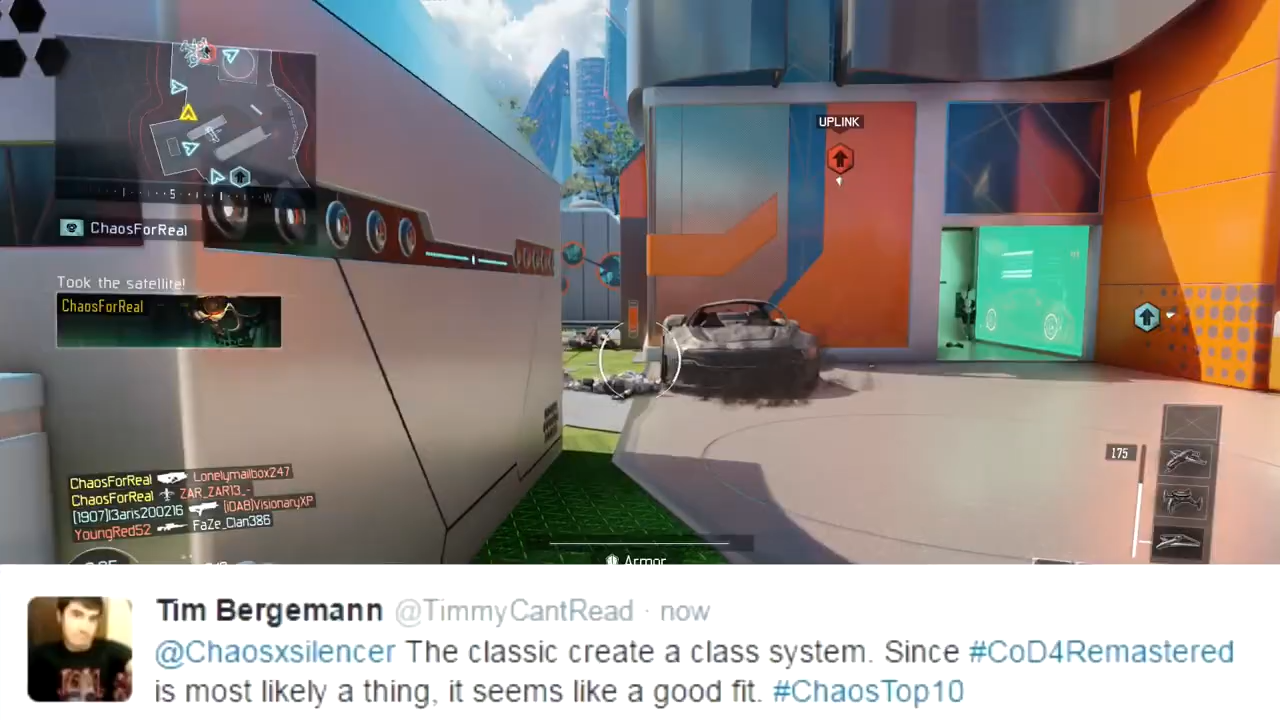 UPLINK
S
W
ChaosForReal
Took the satellite!
ChaosForReal
175
ChaosForReal Lonelymailbox247
ChaosForReal ZAR_ZAR13_-
[1907]13aris200216 [iDAB]VisionaryXP
YoungRed52 FaZe_Clan386
Armor
Tim Bergemann @TimmyCantRead · now
@Chaosxsilencer The classic create a class system. Since #CoD4Remastered
is most likely a thing, it seems like a good fit. #ChaosTop10